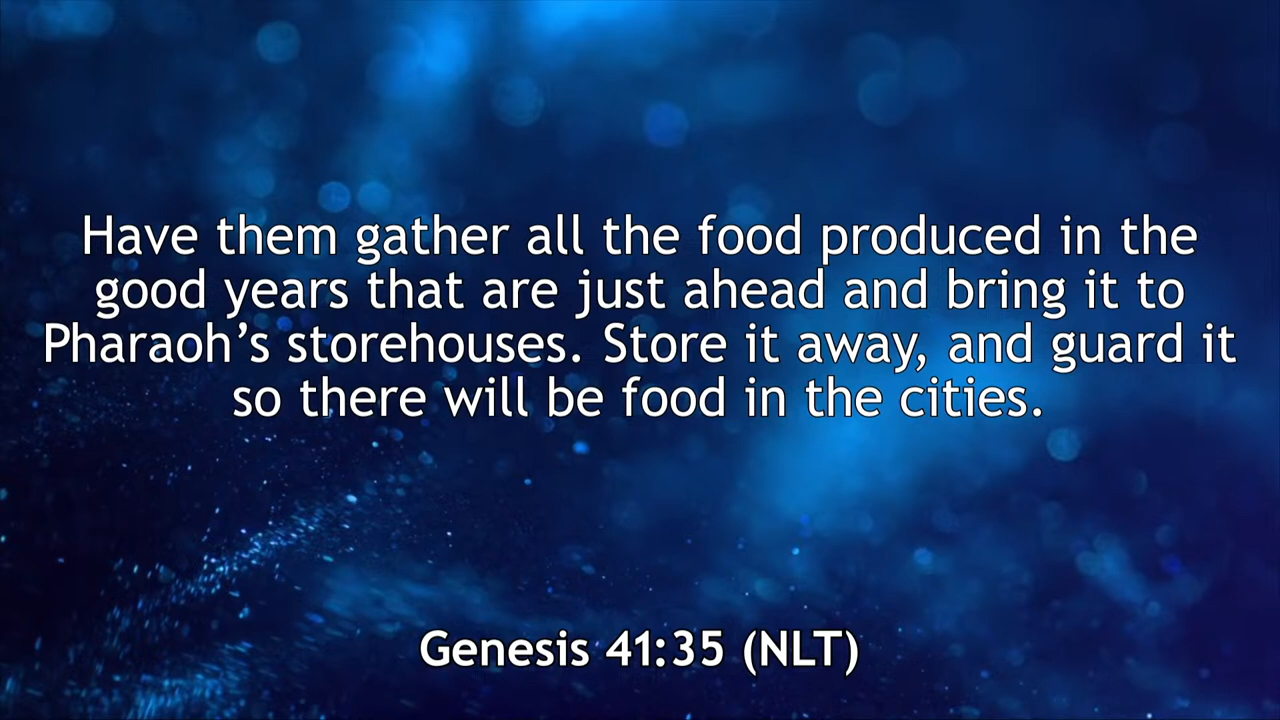 Have them gather all the food produced in the
good years that are just ahead and bring it to
Pharaoh’s storehouses. Store it away, and guard it
so there will be food in the cities.
Genesis 41:35 (NLT)